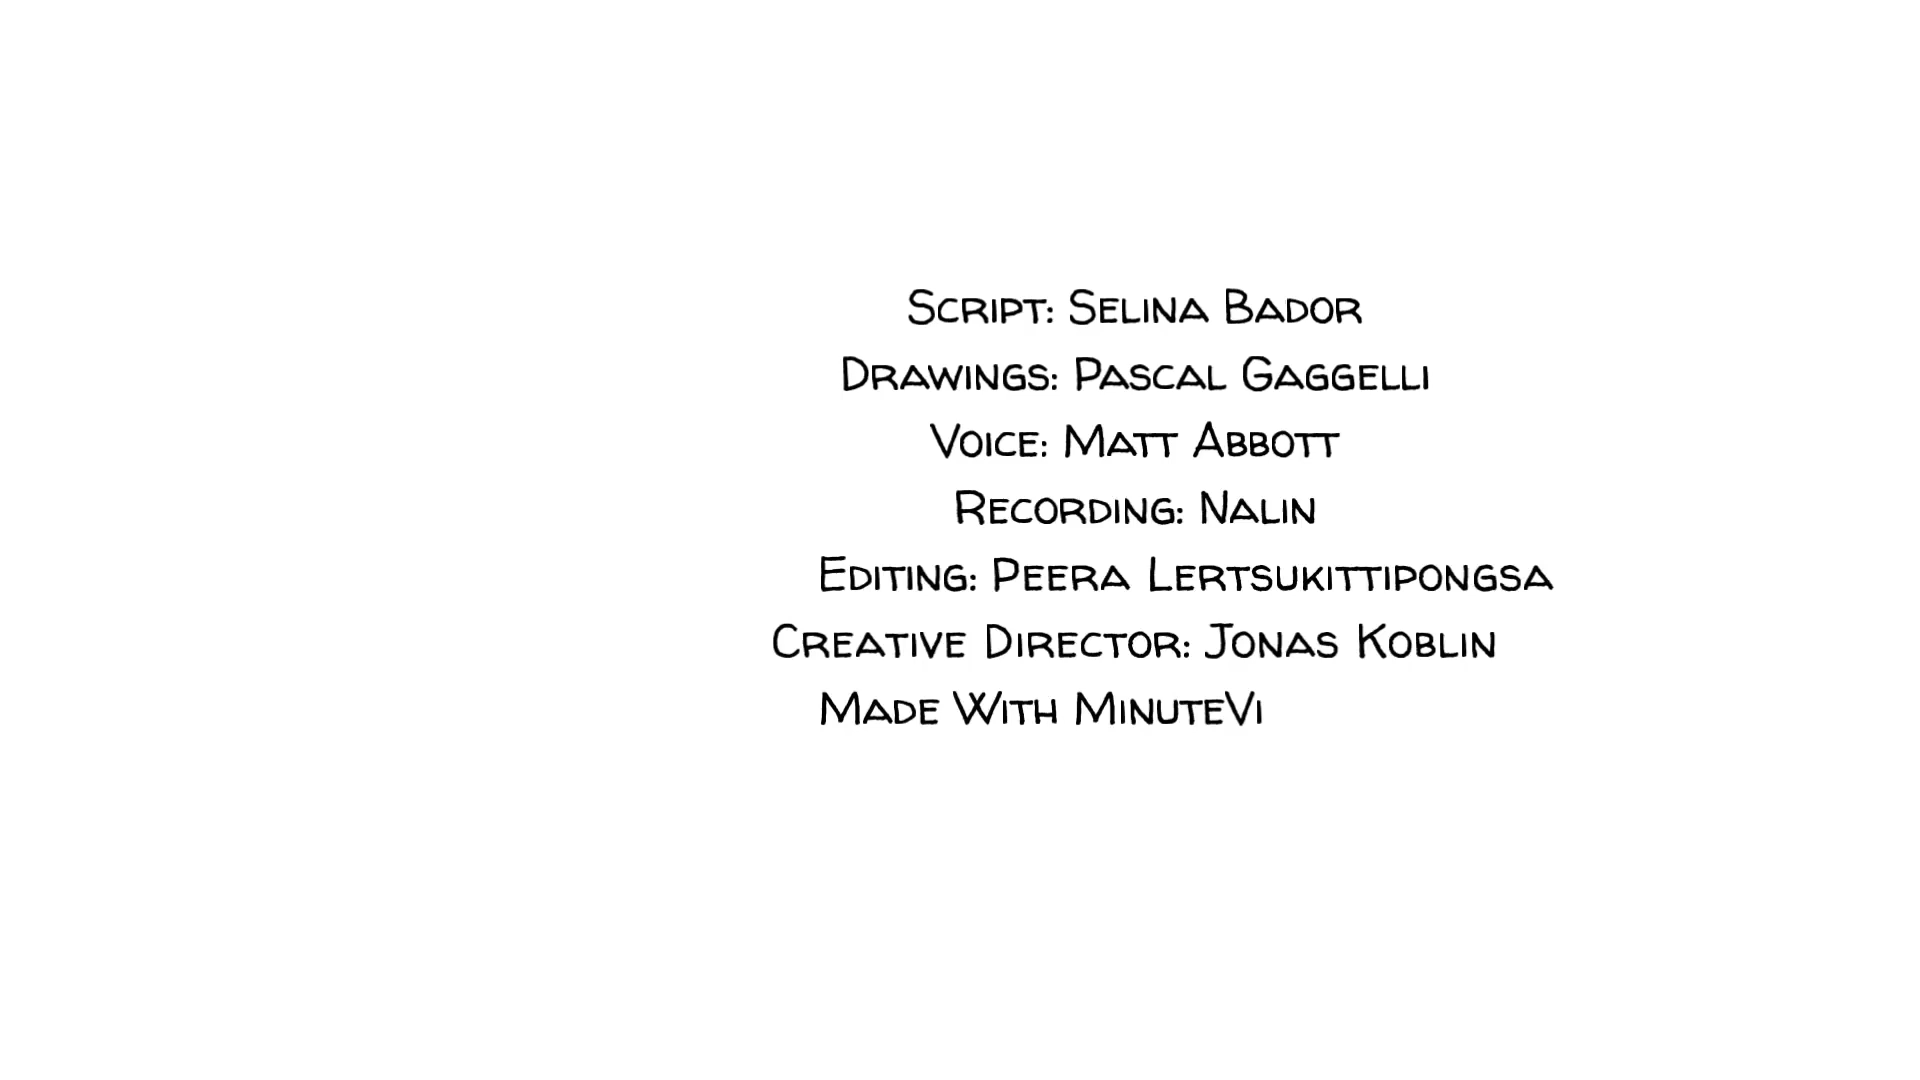 Script: Selina Bador
Drawings: Pascal Gaggelli
Voice: Matt Abbott
Recording: Nalin
Editing: Peera Lertsukittipongsa
Creative Director: Jonas Koblin
Made With MinuteVi